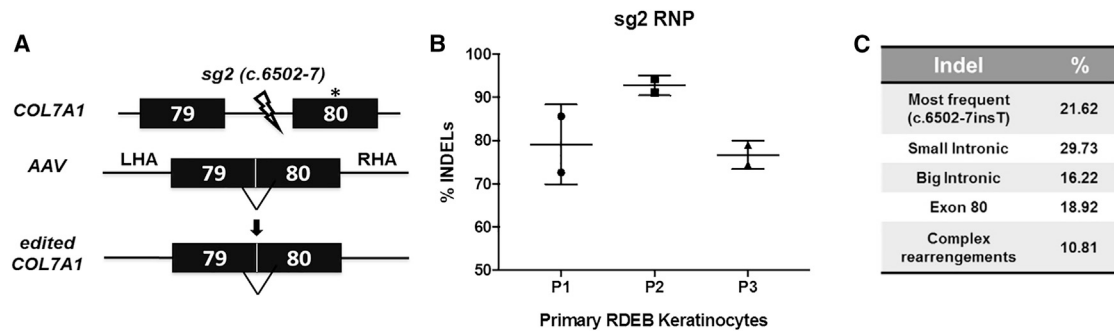 A
sg2 (c.6502-7)
COL7A1
79
*
80
AAV
LHA
79
80
RHA
edited
COL7A1
79
80
B
sg2 RNP
% INDELs
100
90
80
70
60
50
P1
P2
P3
Primary RDEB Keratinocytes
C
Indel %
Most frequent
(c.6502-7insT) 21.62
Small Intronic 29.73
Big Intronic 16.22
Exon 80 18.92
Complex
rearrengements 10.81